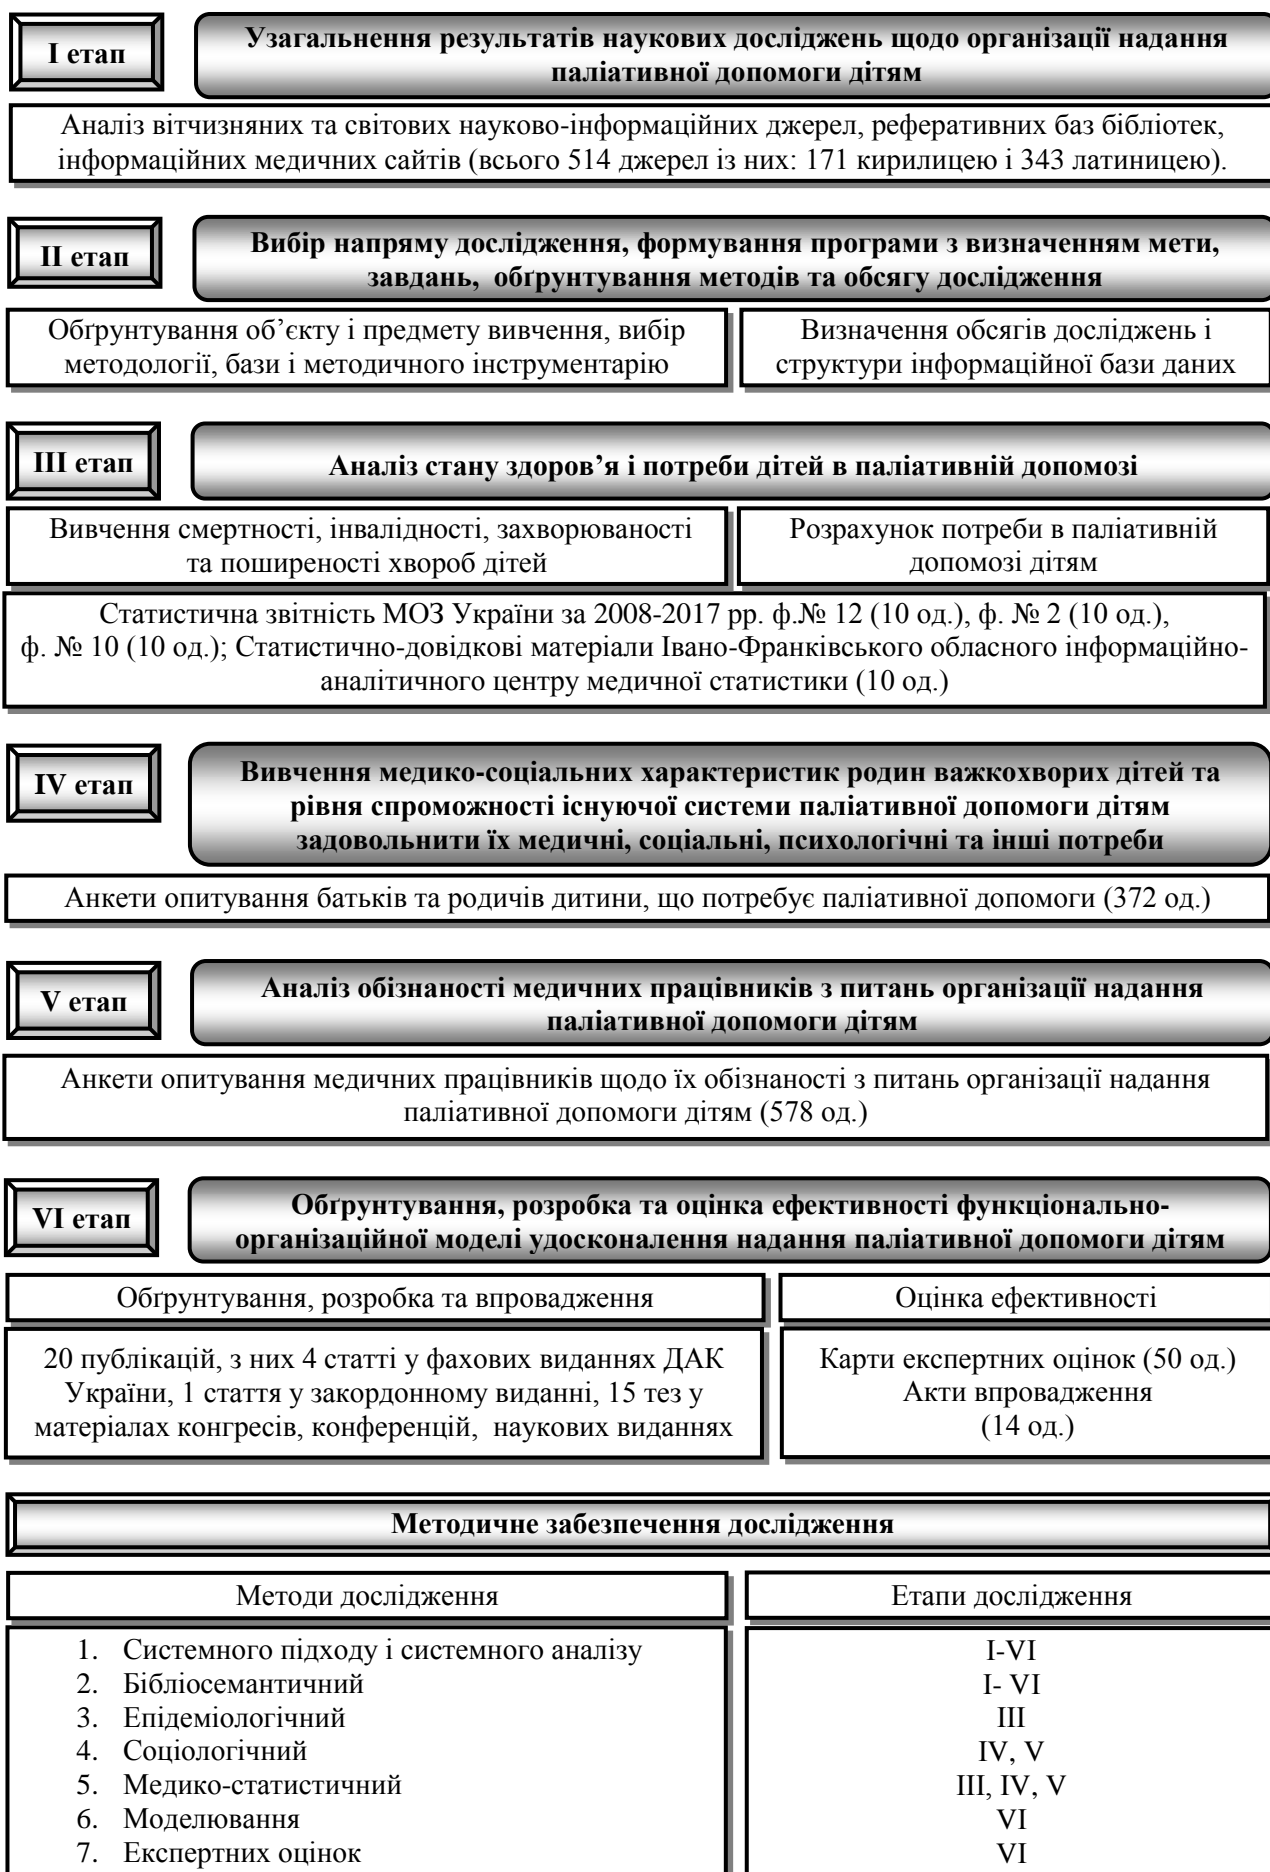 І етап
Узагальнення результатів наукових досліджень щодо організації надання
паліативної допомоги дітям
Аналіз вітчизняних та світових науково-інформаційних джерел, реферативних баз бібліотек,
інформаційних медичних сайтів (всього 514 джерел із них: 171 кирилицею і 343 латиницею).
ІІ етап
Вибір напряму дослідження, формування програми з визначенням мети,
завдань, обґрунтування методів та обсягу дослідження
Обґрунтування об’єкту і предмету вивчення, вибір
методології, бази і методичного інструментарію
Визначення обсягів досліджень і
структури інформаційної бази даних
ІІІ етап
Аналіз стану здоров’я і потреби дітей в паліативній допомозі
Вивчення смертності, інвалідності, захворюваності
та поширеності хвороб дітей
Розрахунок потреби в паліативній
допомозі дітям
Статистична звітність МОЗ України за 2008-2017 рр. ф.№ 12 (10 од.), ф. № 2 (10 од.),
ф. № 10 (10 од.); Статистично-довідкові матеріали Івано-Франківського обласного інформаційно-
аналітичного центру медичної статистики (10 од.)
IV етап
Вивчення медико-соціальних характеристик родин важкохворих дітей та
рівня спроможності існуючої системи паліативної допомоги дітям
задовольнити їх медичні, соціальні, психологічні та інші потреби
Анкети опитування батьків та родичів дитини, що потребує паліативної допомоги (372 од.)
V етап
Аналіз обізнаності медичних працівників з питань організації надання
паліативної допомоги дітям
Анкети опитування медичних працівників щодо їх обізнаності з питань організації надання
паліативної допомоги дітям (578 од.)
VI етап
Обґрунтування, розробка та оцінка ефективності функціонально-
організаційної моделі удосконалення надання паліативної допомоги дітям
Обґрунтування, розробка та впровадження
Оцінка ефективності
20 публікацій, з них 4 статті у фахових виданнях ДАК
України, 1 стаття у закордонному виданні, 15 тез у
матеріалах конгресів, конференцій, наукових виданнях
Карти експертних оцінок (50 од.)
Акти впровадження
(14 од.)
Методичне забезпечення дослідження
Методи дослідження
Етапи дослідження
1. Системного підходу і системного аналізу I-VI
2. Бібліосемантичний I- VI
3. Епідеміологічний III
4. Соціологічний IV, V
5. Медико-статистичний III, IV, V
6. Моделювання VI
7. Експертних оцінок VI